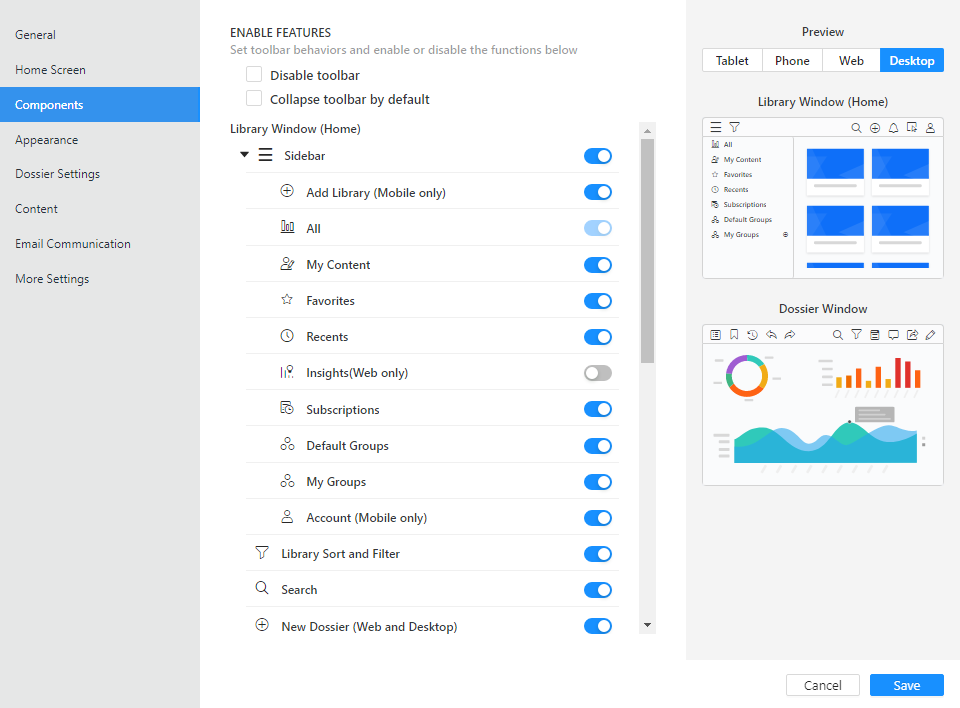 General
Home Screen
Components
Appearance
Dossier Settings
Content
Email Communication
More Settings
ENABLE FEATURES
Set toolbar behaviors and enable or disable the functions below
Disable toolbar
Collapse toolbar by default
Library Window (Home)
Sidebar
Add Library (Mobile only)
All
My Content
Favorites
Recents
Insights(Web only)
Subscriptions
Default Groups
My Groups
Account (Mobile only)
Library Sort and Filter
Search
New Dossier (Web and Desktop)
Preview
Tablet Phone Web Desktop
Library Window (Home)
All
My Content
Favorites
Recents
Subscriptions
Default Groups
My Groups
Dossier Window
Cancel Save